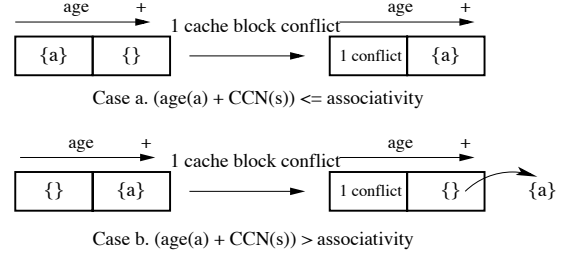 age + age +
1 cache block conflict
{a} {} 1 conflict {a}
Case a. (age(a) + CCN(s)) <= associativity
age + age +
1 cache block conflict
{} {a} 1 conflict {} {a}
Case b. (age(a) + CCN(s)) > associativity